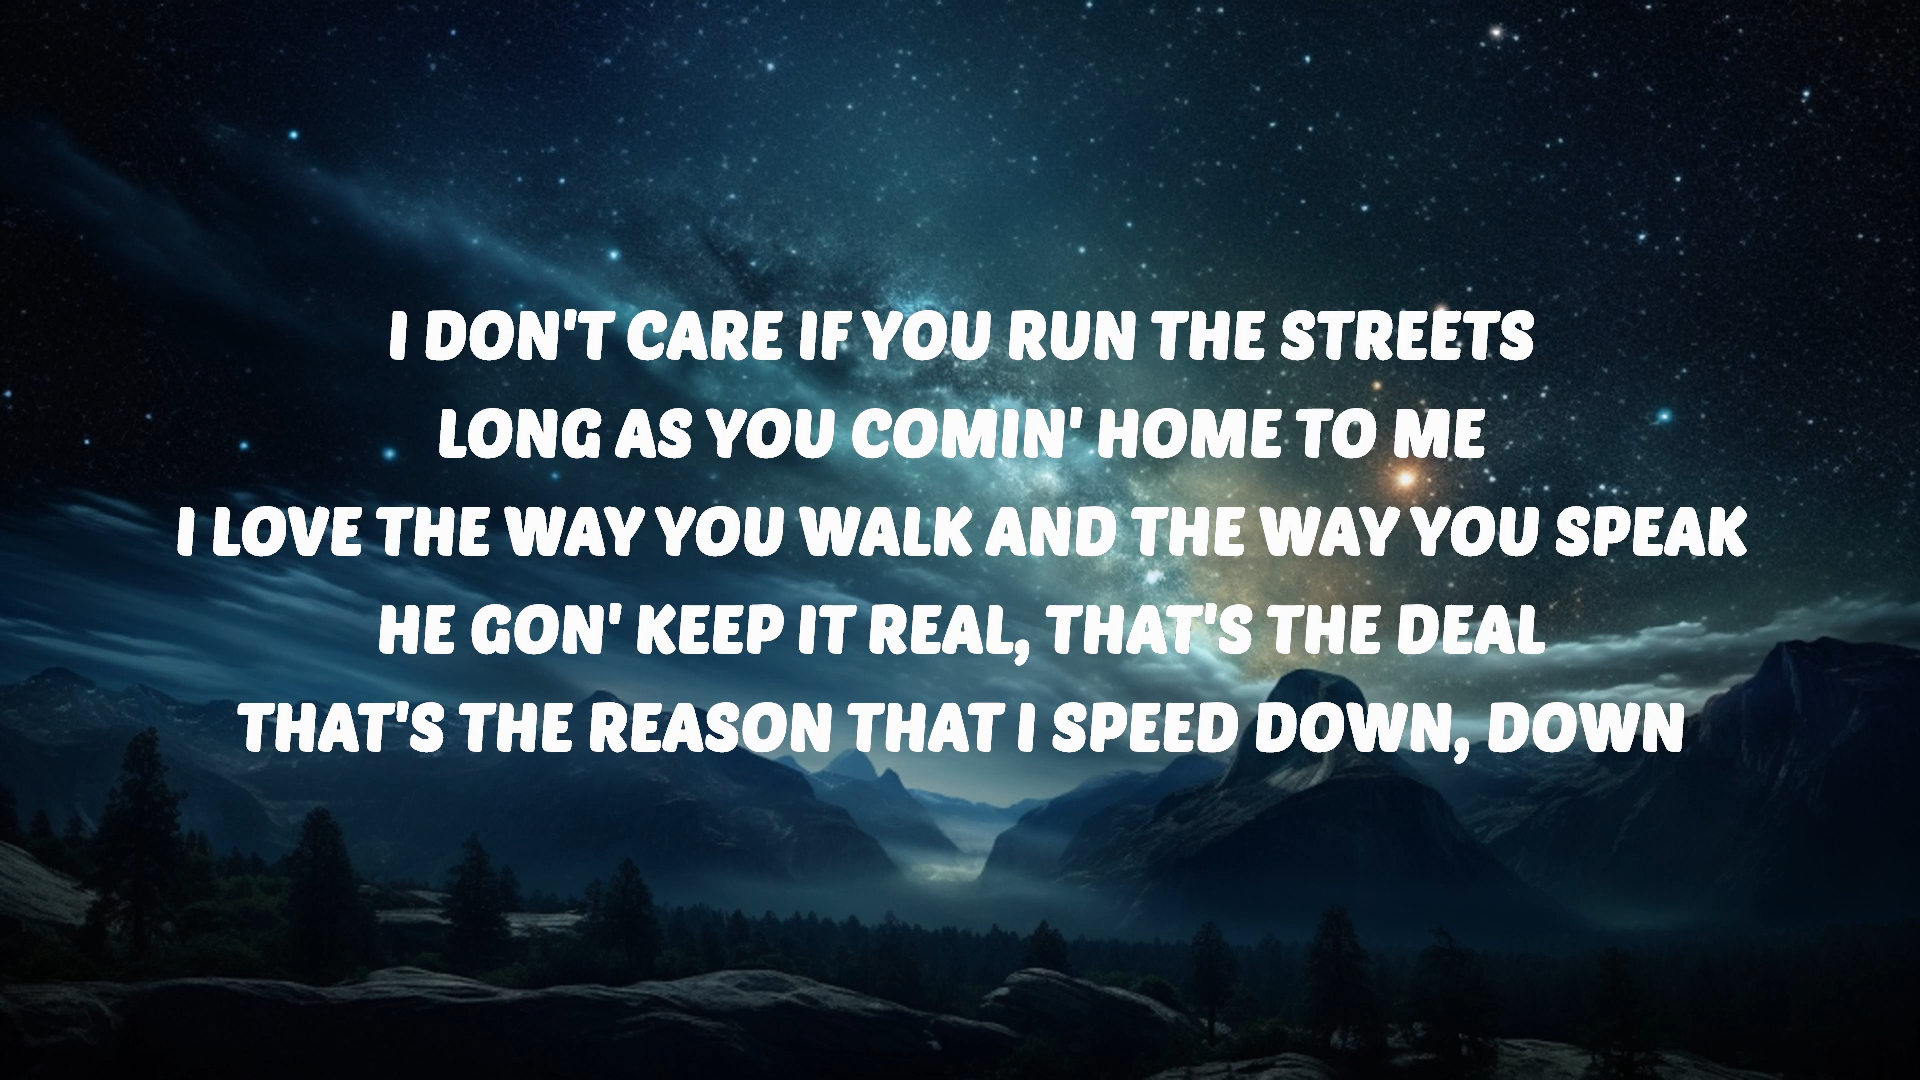 I DON'T CARE IF YOU RUN THE STREETS
LONG AS YOU COMIN' HOME TO ME
I LOVE THE WAY YOU WALK AND THE WAY YOU SPEAK
HE GON' KEEP IT REAL, THAT'S THE DEAL
THAT'S THE REASON THAT I SPEED DOWN, DOWN